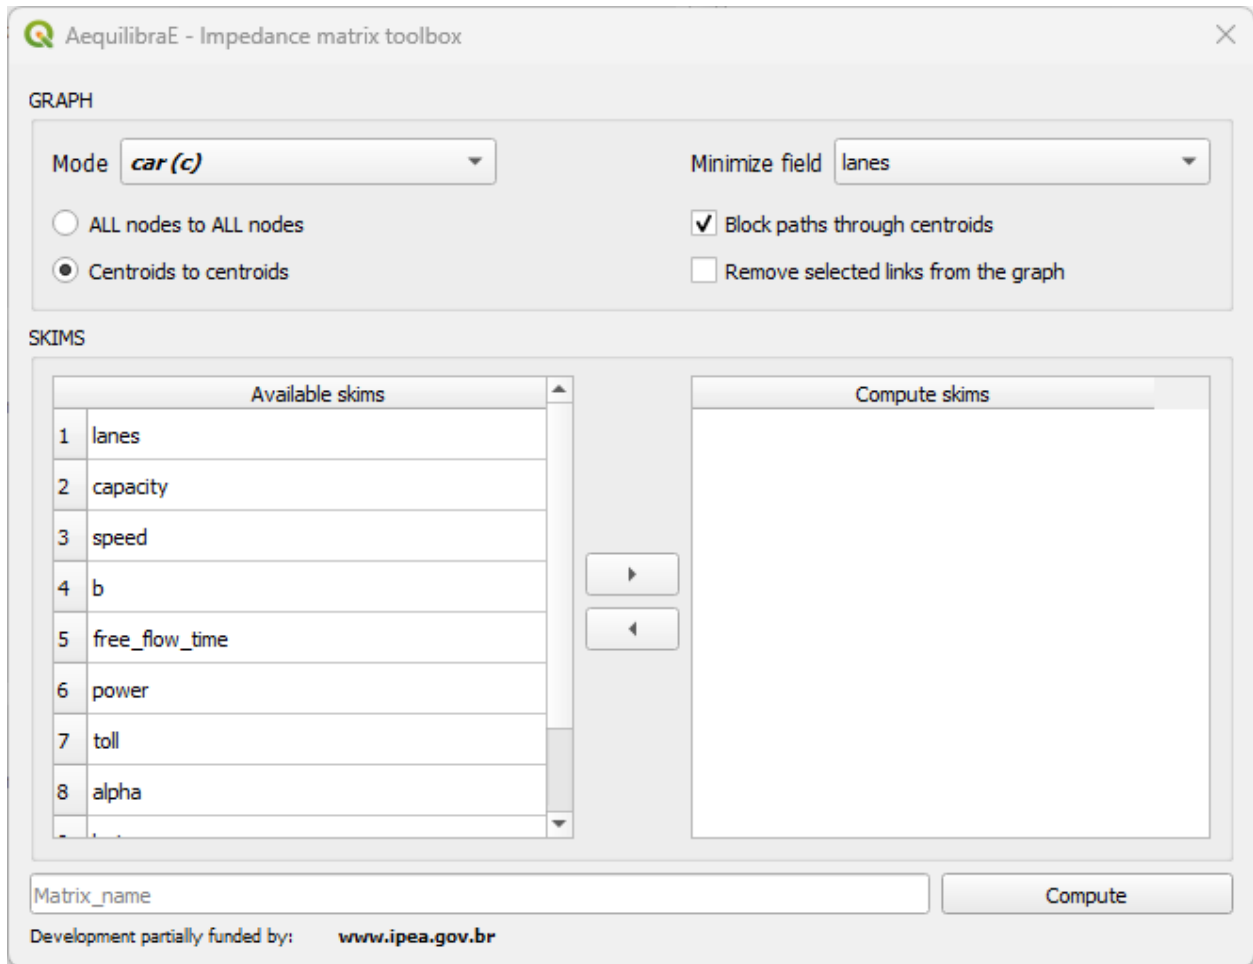 AequilibraE - Impedance matrix toolbox
GRAPH
Mode car (c) Minimize field lanes
ALL nodes to ALL nodes Block paths through centroids
Centroids to centroids Remove selected links from the graph
SKIMS
Available skims Compute skims
1 lanes
2 capacity
3 speed
4 b
5 free_flow_time
6 power
7 toll
8 alpha
Matrix_name Compute
Development partially funded by: www.ipea.gov.br